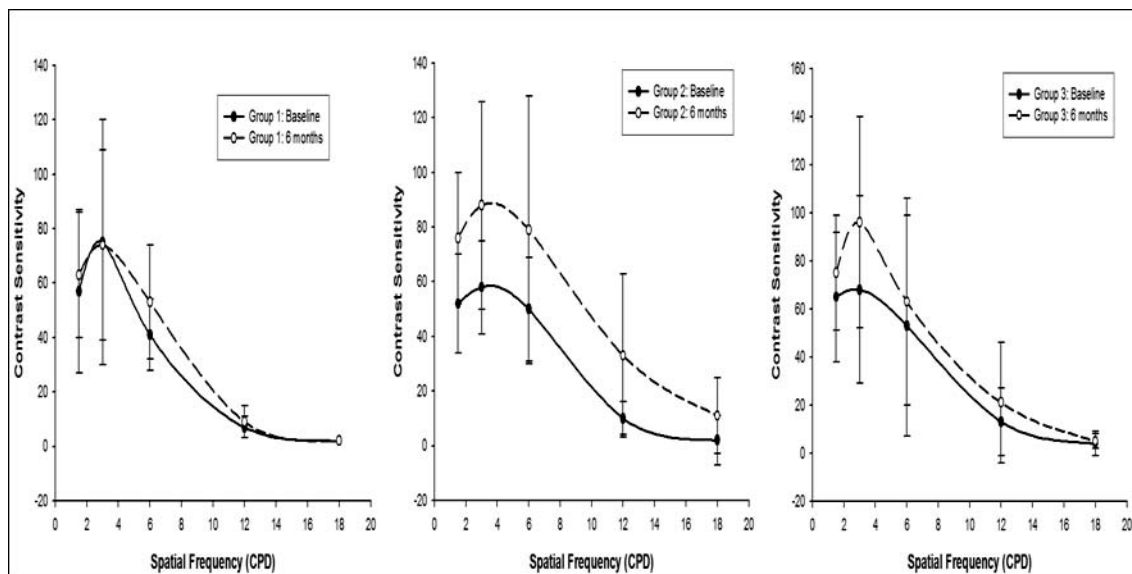 Contrast Sensitivity
140
120
100
80
60
40
20
0
-20
0 2 4 6 8 10 12 14 16 18 20
Spatial Frequency (CPD)
Group 1: Baseline
Group 1: 6 months
Contrast Sensitivity
140
120
100
80
60
40
20
0
-20
0 2 4 6 8 10 12 14 16 18 20
Spatial Frequency (CPD)
Group 2: Baseline
Group 2: 6 months
Contrast Sensitivity
160
140
120
100
80
60
40
20
0
-20
0 2 4 6 8 10 12 14 16 18 20
Spatial Frequency (CPD)
Group 3: Baseline
Group 3: 6 months